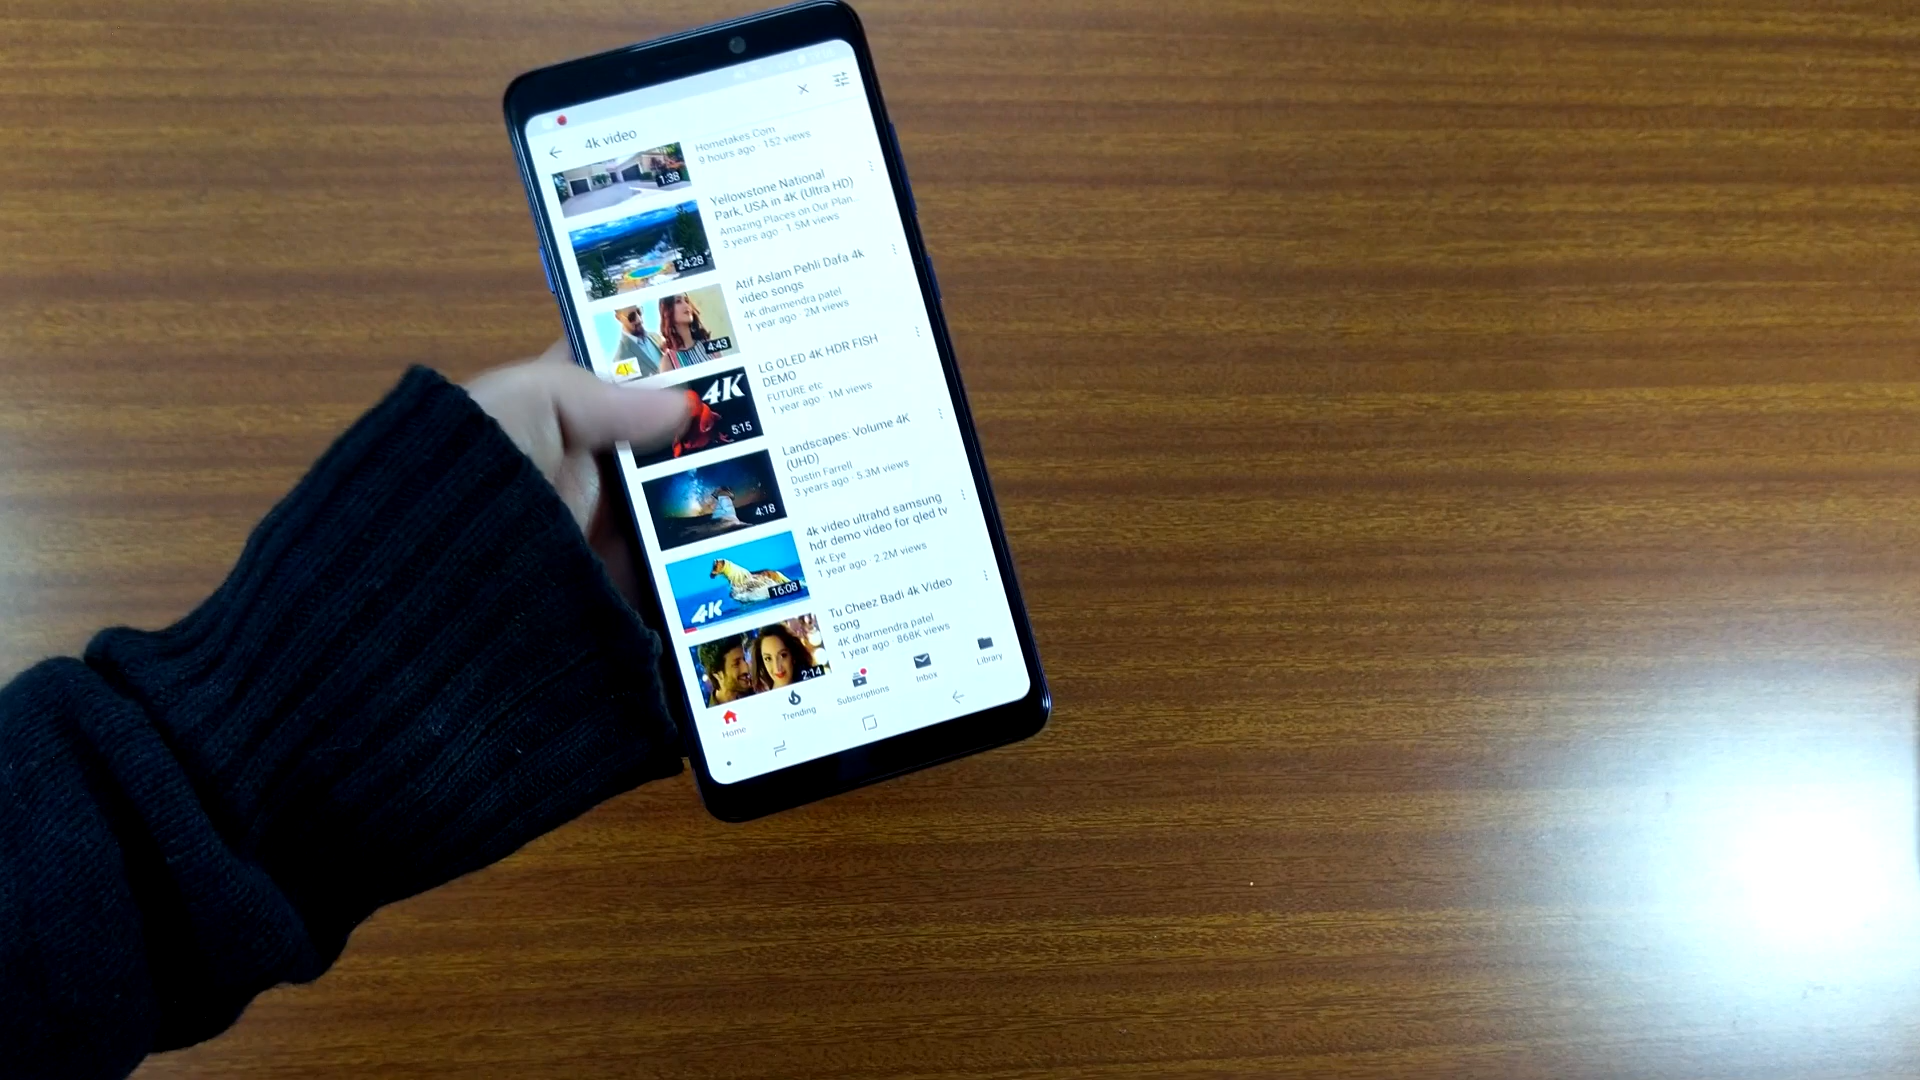 4k video
Hometakes.Com
9 hours ago · 152 views
1:38
Yellowstone National
Park, USA in 4K (Ultra HD)
Amazing Places on Our Plan...
3 years ago · 1.5M views
24:28
Atif Aslam Pehli Dafa 4k
video songs
4K dharmendra patel
1 year ago · 2M views
4:43
4K
LG OLED 4K HDR FISH
DEMO
FUTURE etc
1 year ago · 1M views
4K
5:15
Landscapes: Volume 4K
(UHD)
Dustin Farrell
3 years ago · 5.3M views
4:18
4k video ultrahd samsung
hdr demo video for qled tv
4K Eye
1 year ago · 2.2M views
16:08
4K
Tu Cheez Badi 4k Video
song
4K dharmendra patel
1 year ago · 868K views
2:14
Home
Trending
Subscriptions
Inbox
Library